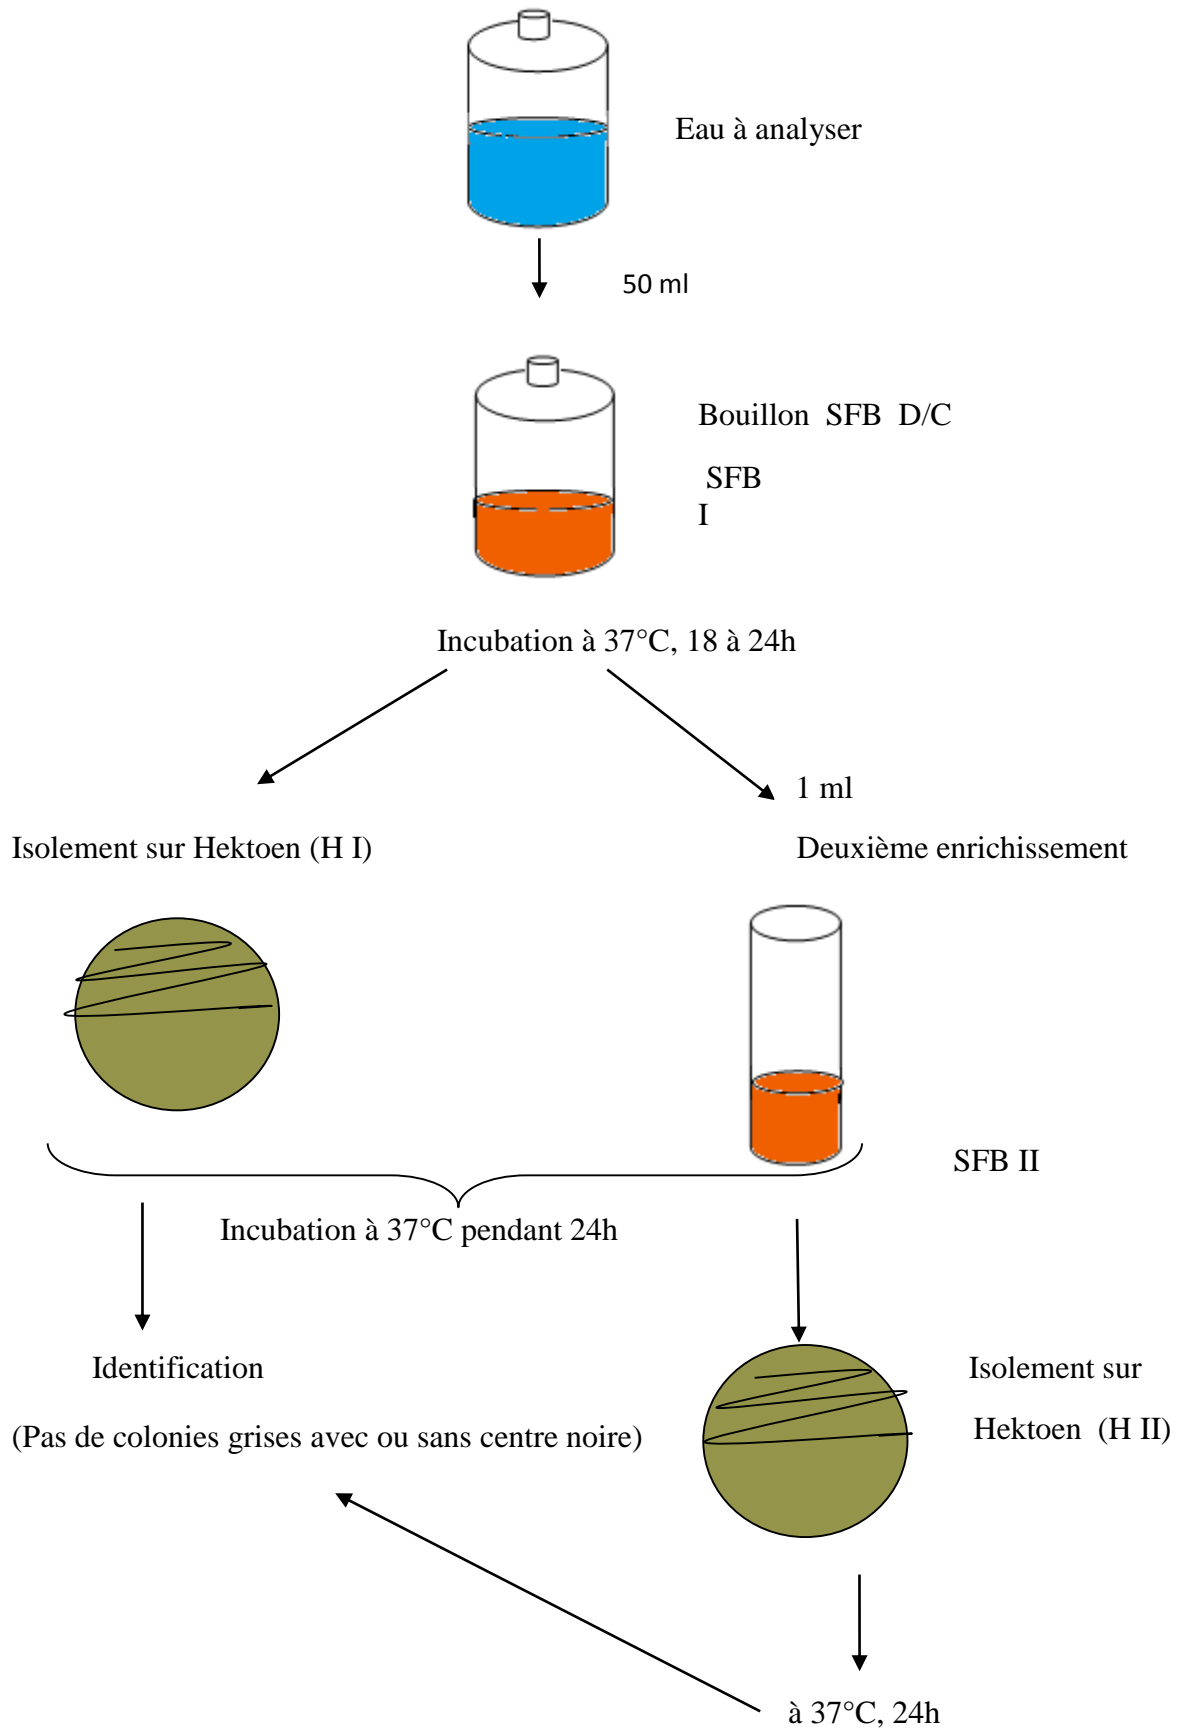 Eau à analyser
50 ml
Bouillon SFB D/C
SFB
I
Incubation à 37°C, 18 à 24h
1 ml
Isolement sur Hektoen (H I)
Deuxième enrichissement
SFB II
Incubation à 37°C pendant 24h
Identification
Isolement sur
(Pas de colonies grises avec ou sans centre noire)
Hektoen (H II)
à 37°C, 24h